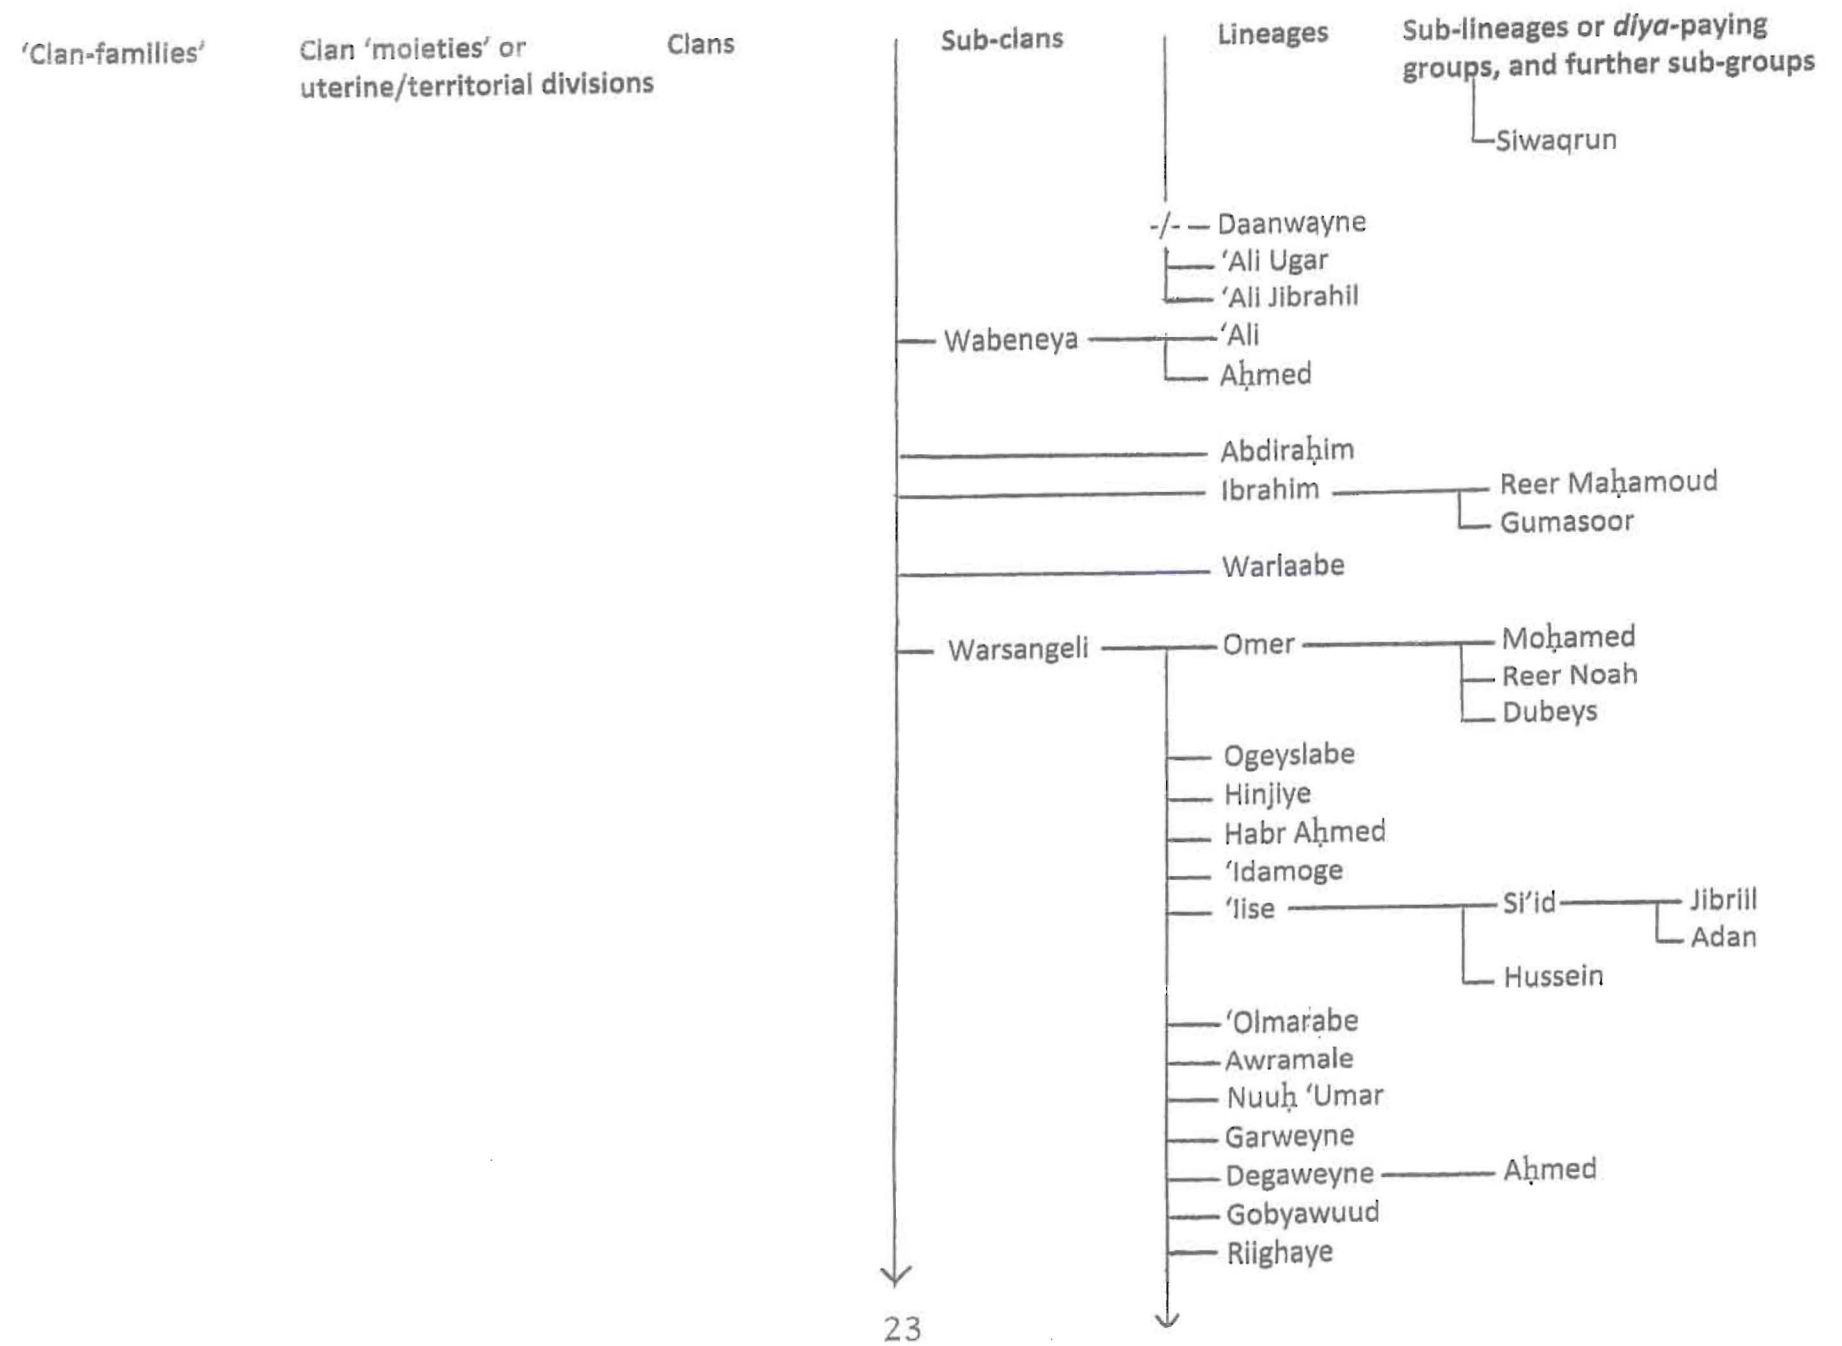 ‘Clan-families’ Clan ‘moieties’ or Clans Sub-clans Lineages Sub-lineages or diya-paying
uterine/territorial divisions groups, and further sub-groups
Siwaqrun
-/- — Daanwayne
‘Ali Ugar
‘Ali Jibrahil
Wabeneya ‘Ali
Aḥmed
Abdiraḥim
Ibrahim Reer Maḥamoud
Gumasoor
Warlaabe
Warsangeli Omer Moḥamed
Reer Noah
Dubeys
Ogeyslabe
Hinjiye
Habr Aḥmed
‘Idamoge
‘Iise Si’id Jibrill
Adan
Hussein
‘Olmarabe
Awramale
Nuuḥ ‘Umar
Garweyne
Degaweyne Aḥmed
Gobyawuud
Riighaye
23